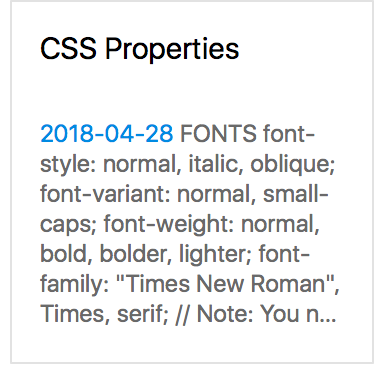 CSS Properties
2018-04-28 FONTS font-
style: normal, italic, oblique;
font-variant: normal, small-
caps; font-weight: normal,
bold, bolder, lighter; font-
family: "Times New Roman",
Times, serif; // Note: You n...